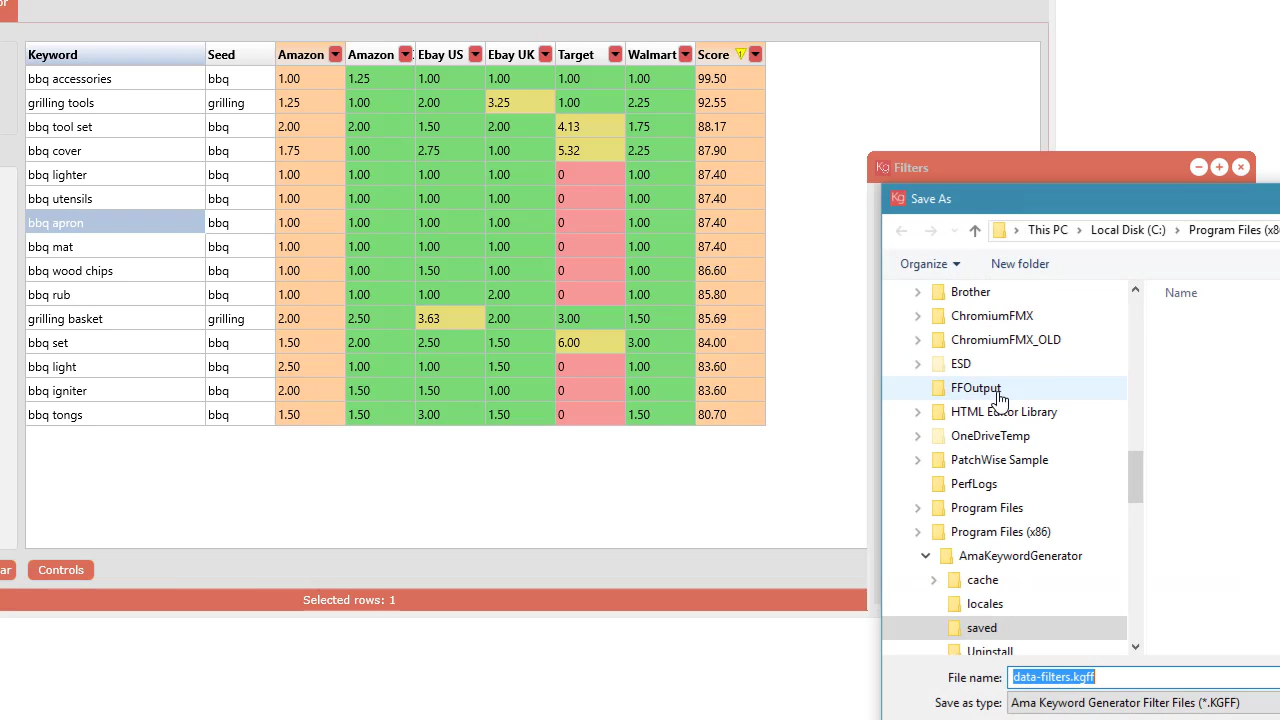 or
Keyword Seed Amazon Amazon Ebay US Ebay UK Target Walmart Score
bbq accessories bbq 1.00 1.25 1.00 1.00 1.00 1.00 99.50
grilling tools grilling 1.25 1.00 2.00 3.25 1.00 2.25 92.55
bbq tool set bbq 2.00 2.00 1.50 2.00 4.13 1.75 88.17
bbq cover bbq 1.75 1.00 2.75 1.00 5.32 2.25 87.90
bbq lighter bbq 1.00 1.00 1.00 1.00 0 1.00 87.40
bbq utensils bbq 1.00 1.00 1.00 1.00 0 1.00 87.40
bbq apron bbq 1.00 1.00 1.00 1.00 0 1.00 87.40
bbq mat bbq 1.00 1.00 1.00 1.00 0 1.00 87.40
bbq wood chips bbq 1.00 1.00 1.50 1.00 0 1.00 86.60
bbq rub bbq 1.00 1.00 1.00 2.00 0 1.00 85.80
grilling basket grilling 2.00 2.50 3.63 2.00 3.00 1.50 85.69
bbq set bbq 1.50 2.00 2.50 1.50 6.00 3.00 84.00
bbq light bbq 2.50 1.00 1.50 1.00 0 1.00 83.60
bbq igniter bbq 2.00 1.00 1.00 1.50 0 1.50 83.60
bbq tongs bbq 1.50 1.50 3.00 1.50 0 1.50 80.70
ar Controls
Selected rows: 1
Kg Filters
Kg Save As
This PC Local Disk (C:) Program Files (x8
Organize New folder
Name
Brother
ChromiumFMX
ChromiumFMX_OLD
ESD
FFOutput
HTML Editor Library
OneDriveTemp
PatchWise Sample
PerfLogs
Program Files
Program Files (x86)
AmaKeywordGenerator
cache
locales
saved
Uninstall
File name: data-filters.kgff
Save as type: Ama Keyword Generator Filter Files (*.KGFF)